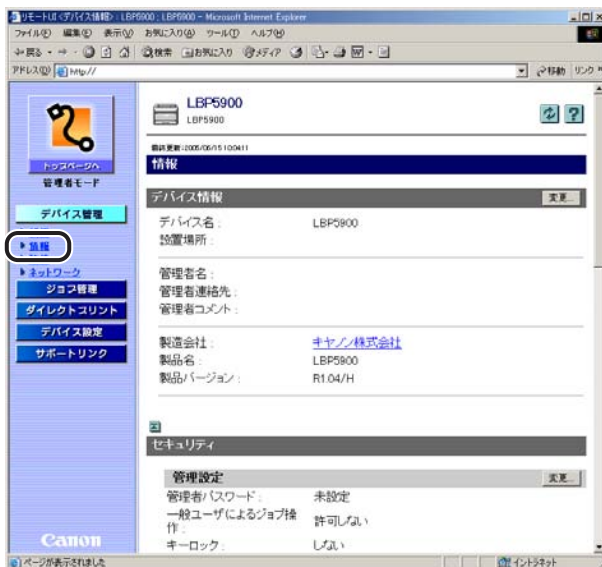 リモートUI <デバイス情報> : LBP5900 ; LBP5900 - Microsoft Internet Explorer
ファイル(F) 編集(E) 表示(V) お気に入り(A) ツール(T) ヘルプ(H)
戻る 検索 お気に入り メディア
アドレス(D) http:// 移動 リンク »
LBP5900
LBP5900
トップページへ
管理者モード
最終更新 :2005/06/15 10:04:11
情報
デバイス管理
情報
ネットワーク
ジョブ管理
ダイレクトプリント
デバイス設定
サポートリンク
Canon
デバイス情報 変更...
デバイス名 : LBP5900
設置場所 :
管理者名 :
管理者連絡先 :
管理者コメント :
製造会社 : キヤノン株式会社
製品名 : LBP5900
製品バージョン : R1.04/H
セキュリティ
管理設定 変更...
管理者パスワード : 未設定
一般ユーザによるジョブ操
作 : 許可しない
キーロック : しない
ページが表示されました イントラネット